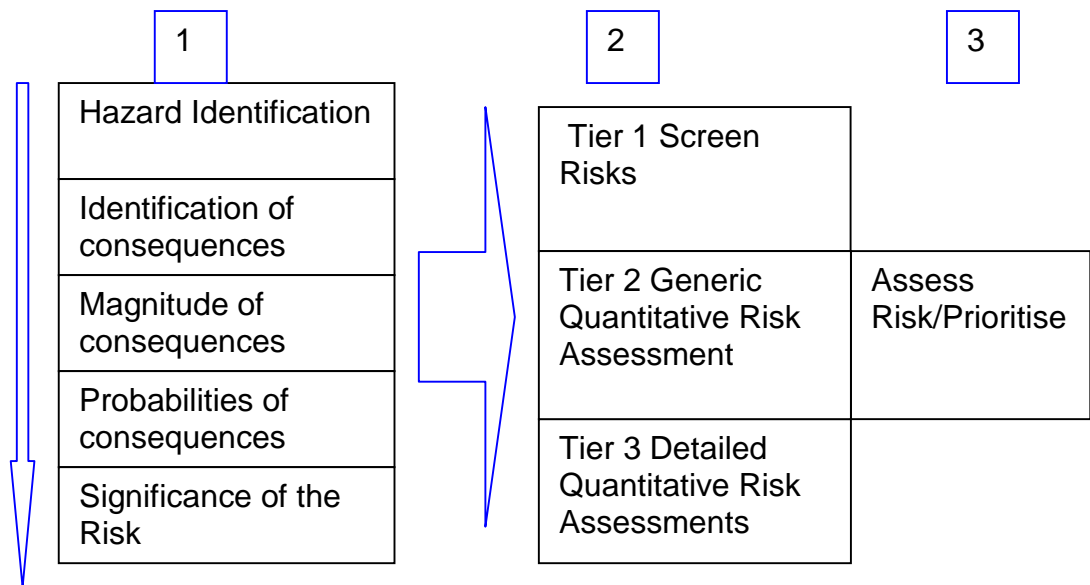 1
2
3
Hazard Identification
Identification of
consequences
Magnitude of
consequences
Probabilities of
consequences
Significance of the
Risk
Tier 1 Screen
Risks
Tier 2 Generic
Quantitative Risk
Assessment
Tier 3 Detailed
Quantitative Risk
Assessments
Assess
Risk/Prioritise